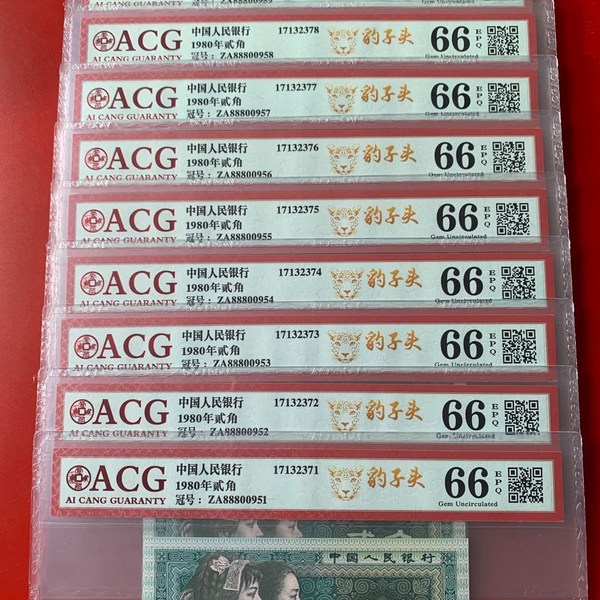 ZA88800959
Gem Uncirculated
ACG
AI CANG GUARANTY
中国人民银行 17132378
1980年贰角
冠号：ZA88800958
豹子头
66 EPQ
Gem Uncirculated
ACG
AI CANG GUARANTY
中国人民银行 17132377
1980年贰角
冠号：ZA88800957
豹子头
66 EPQ
ACG
AI CANG GUARANTY
中国人民银行 17132376
1980年贰角
冠号：ZA88800956
豹子头
66 EPQ
Gem Uncirculated
ACG
AI CANG GUARANTY
中国人民银行 17132375
1980年贰角
冠号：ZA88800955
豹子头
66 EPQ
Gem Uncirculated
ACG
AI CANG GUARANTY
中国人民银行 17132374
1980年贰角
冠号：ZA88800954
豹子头
66 EPQ
Gem Uncirculated
ACG
AI CANG GUARANTY
中国人民银行 17132373
1980年贰角
冠号：ZA88800953
豹子头
66 EPQ
Gem Uncirculated
ACG
AI CANG GUARANTY
中国人民银行 17132372
1980年贰角
冠号：ZA88800952
豹子头
66 EPQ
Gem Uncirculated
ACG
AI CANG GUARANTY
中国人民银行 17132371
1980年贰角
冠号：ZA88800951
豹子头
66 EPQ
Gem Uncirculated
中国人民银行